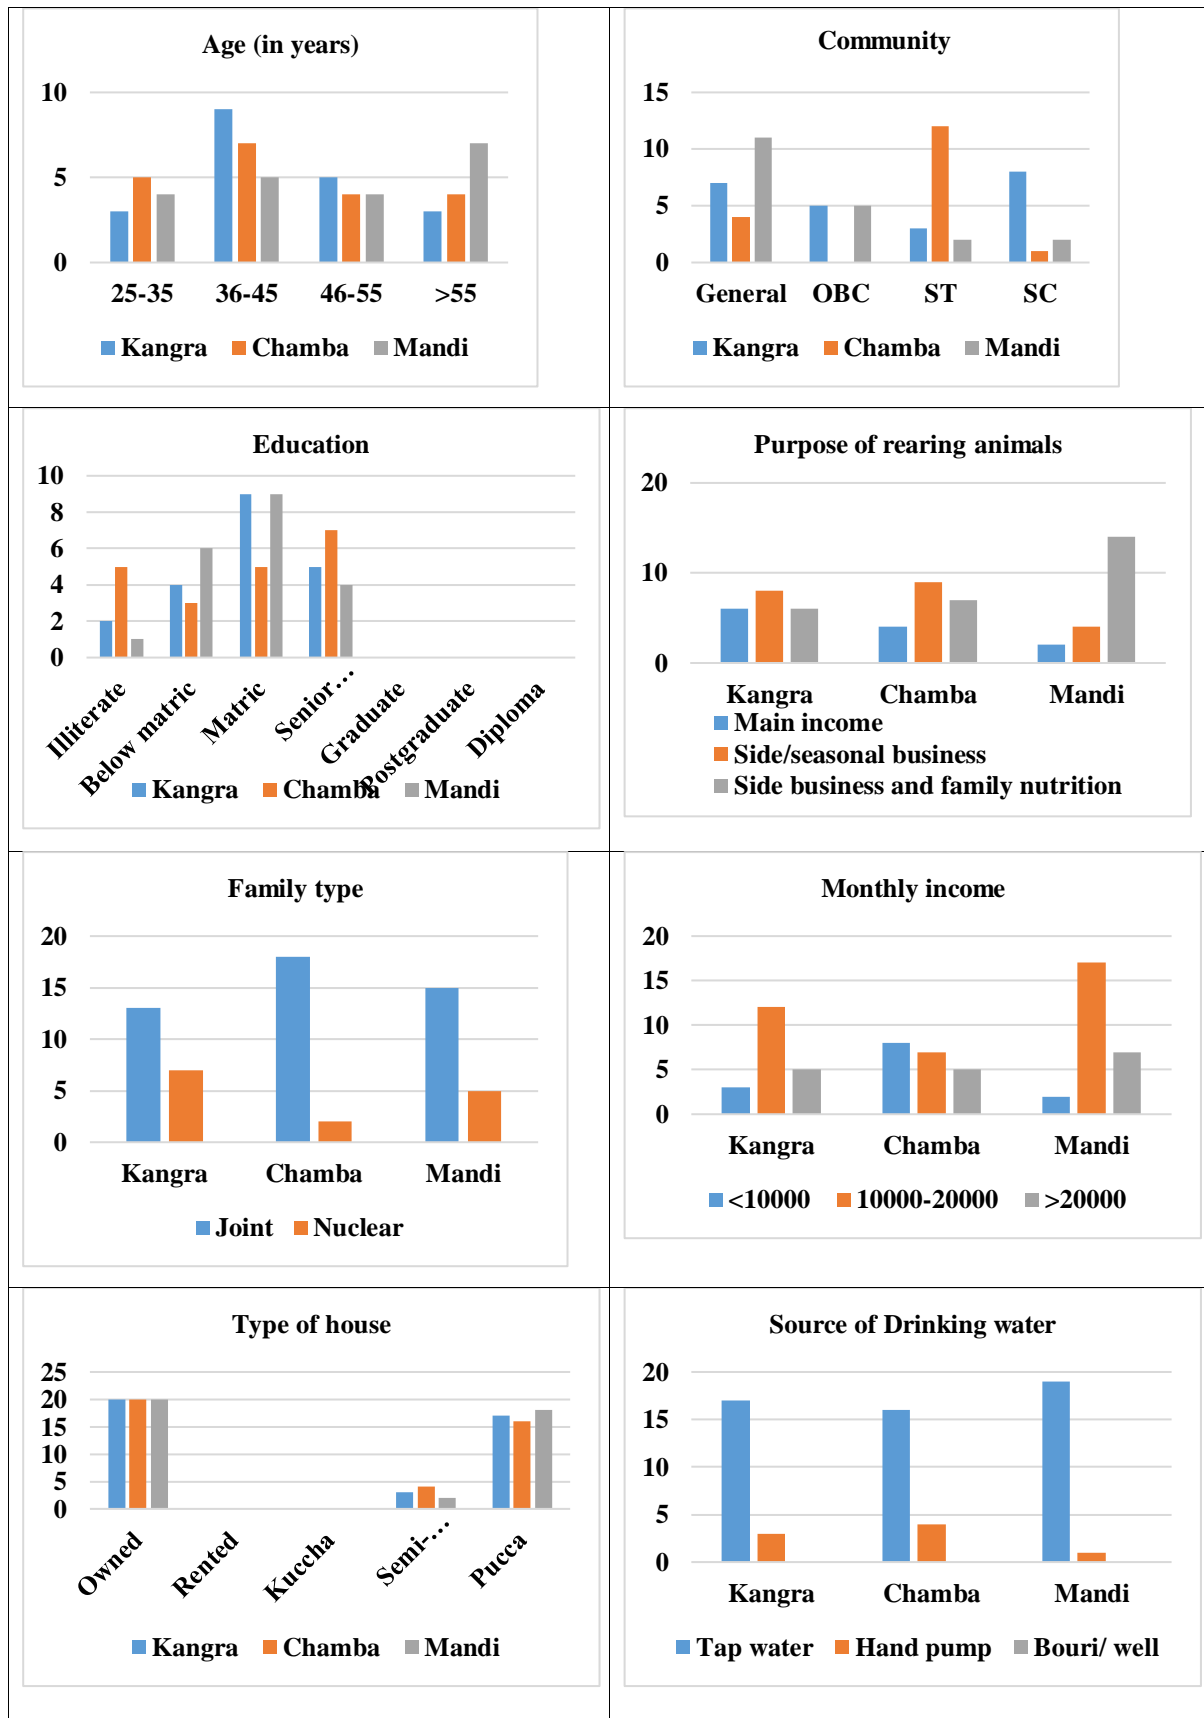 Age (in years)
10
5
0
25-35 36-45 46-55 >55
Kangra Chamba Mandi
Community
15
10
5
0
General OBC ST SC
Kangra Chamba Mandi
Education
10
8
6
4
2
0
Illiterate Below matric Matric Senior… Graduate Postgraduate Diploma
Kangra Chamba Mandi
Purpose of rearing animals
20
10
0
Kangra Chamba Mandi
Main income
Side/seasonal business
Side business and family nutrition
Family type
20
15
10
5
0
Kangra Chamba Mandi
Joint Nuclear
Monthly income
20
15
10
5
0
Kangra Chamba Mandi
<10000 10000-20000 >20000
Type of house
25
20
15
10
5
0
Owned Rented Kuccha Semi-… Pucca
Kangra Chamba Mandi
Source of Drinking water
20
15
10
5
0
Kangra Chamba Mandi
Tap water Hand pump Bouri/ well